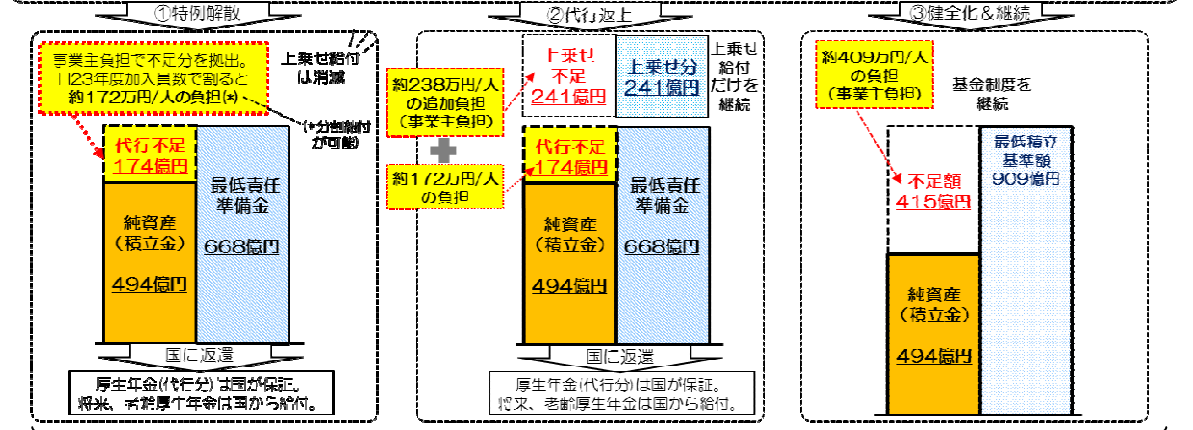 ①特例解散
事業主負担で不足分を拠出。
H23年度加入員数で割ると
約172万円/人の負担(*)
上乗せ給付
は消滅
(*分割納付
が可能)
代行不足
174億円
純資産
（積立金）
494億円
最低責任
準備金
668億円
国に返還
厚生年金(代行分)は国が保証。
将来、老齢厚生年金は国から給付。
②代行返上
約238万円/人
の追加負担
（事業主負担）
約172万円/人
の負担
上乗せ
不足
241億円
上乗せ分
241億円
上乗せ
給付
だけを
継続
代行不足
174億円
純資産
（積立金）
494億円
最低責任
準備金
668億円
国に返還
厚生年金(代行分)は国が保証。
将来、老齢厚生年金は国から給付。
③健全化＆継続
約409万円/人
の負担
（事業主負担）
基金制度を
継続
不足額
415億円
純資産
（積立金）
494億円
最低積立
基準額
909億円